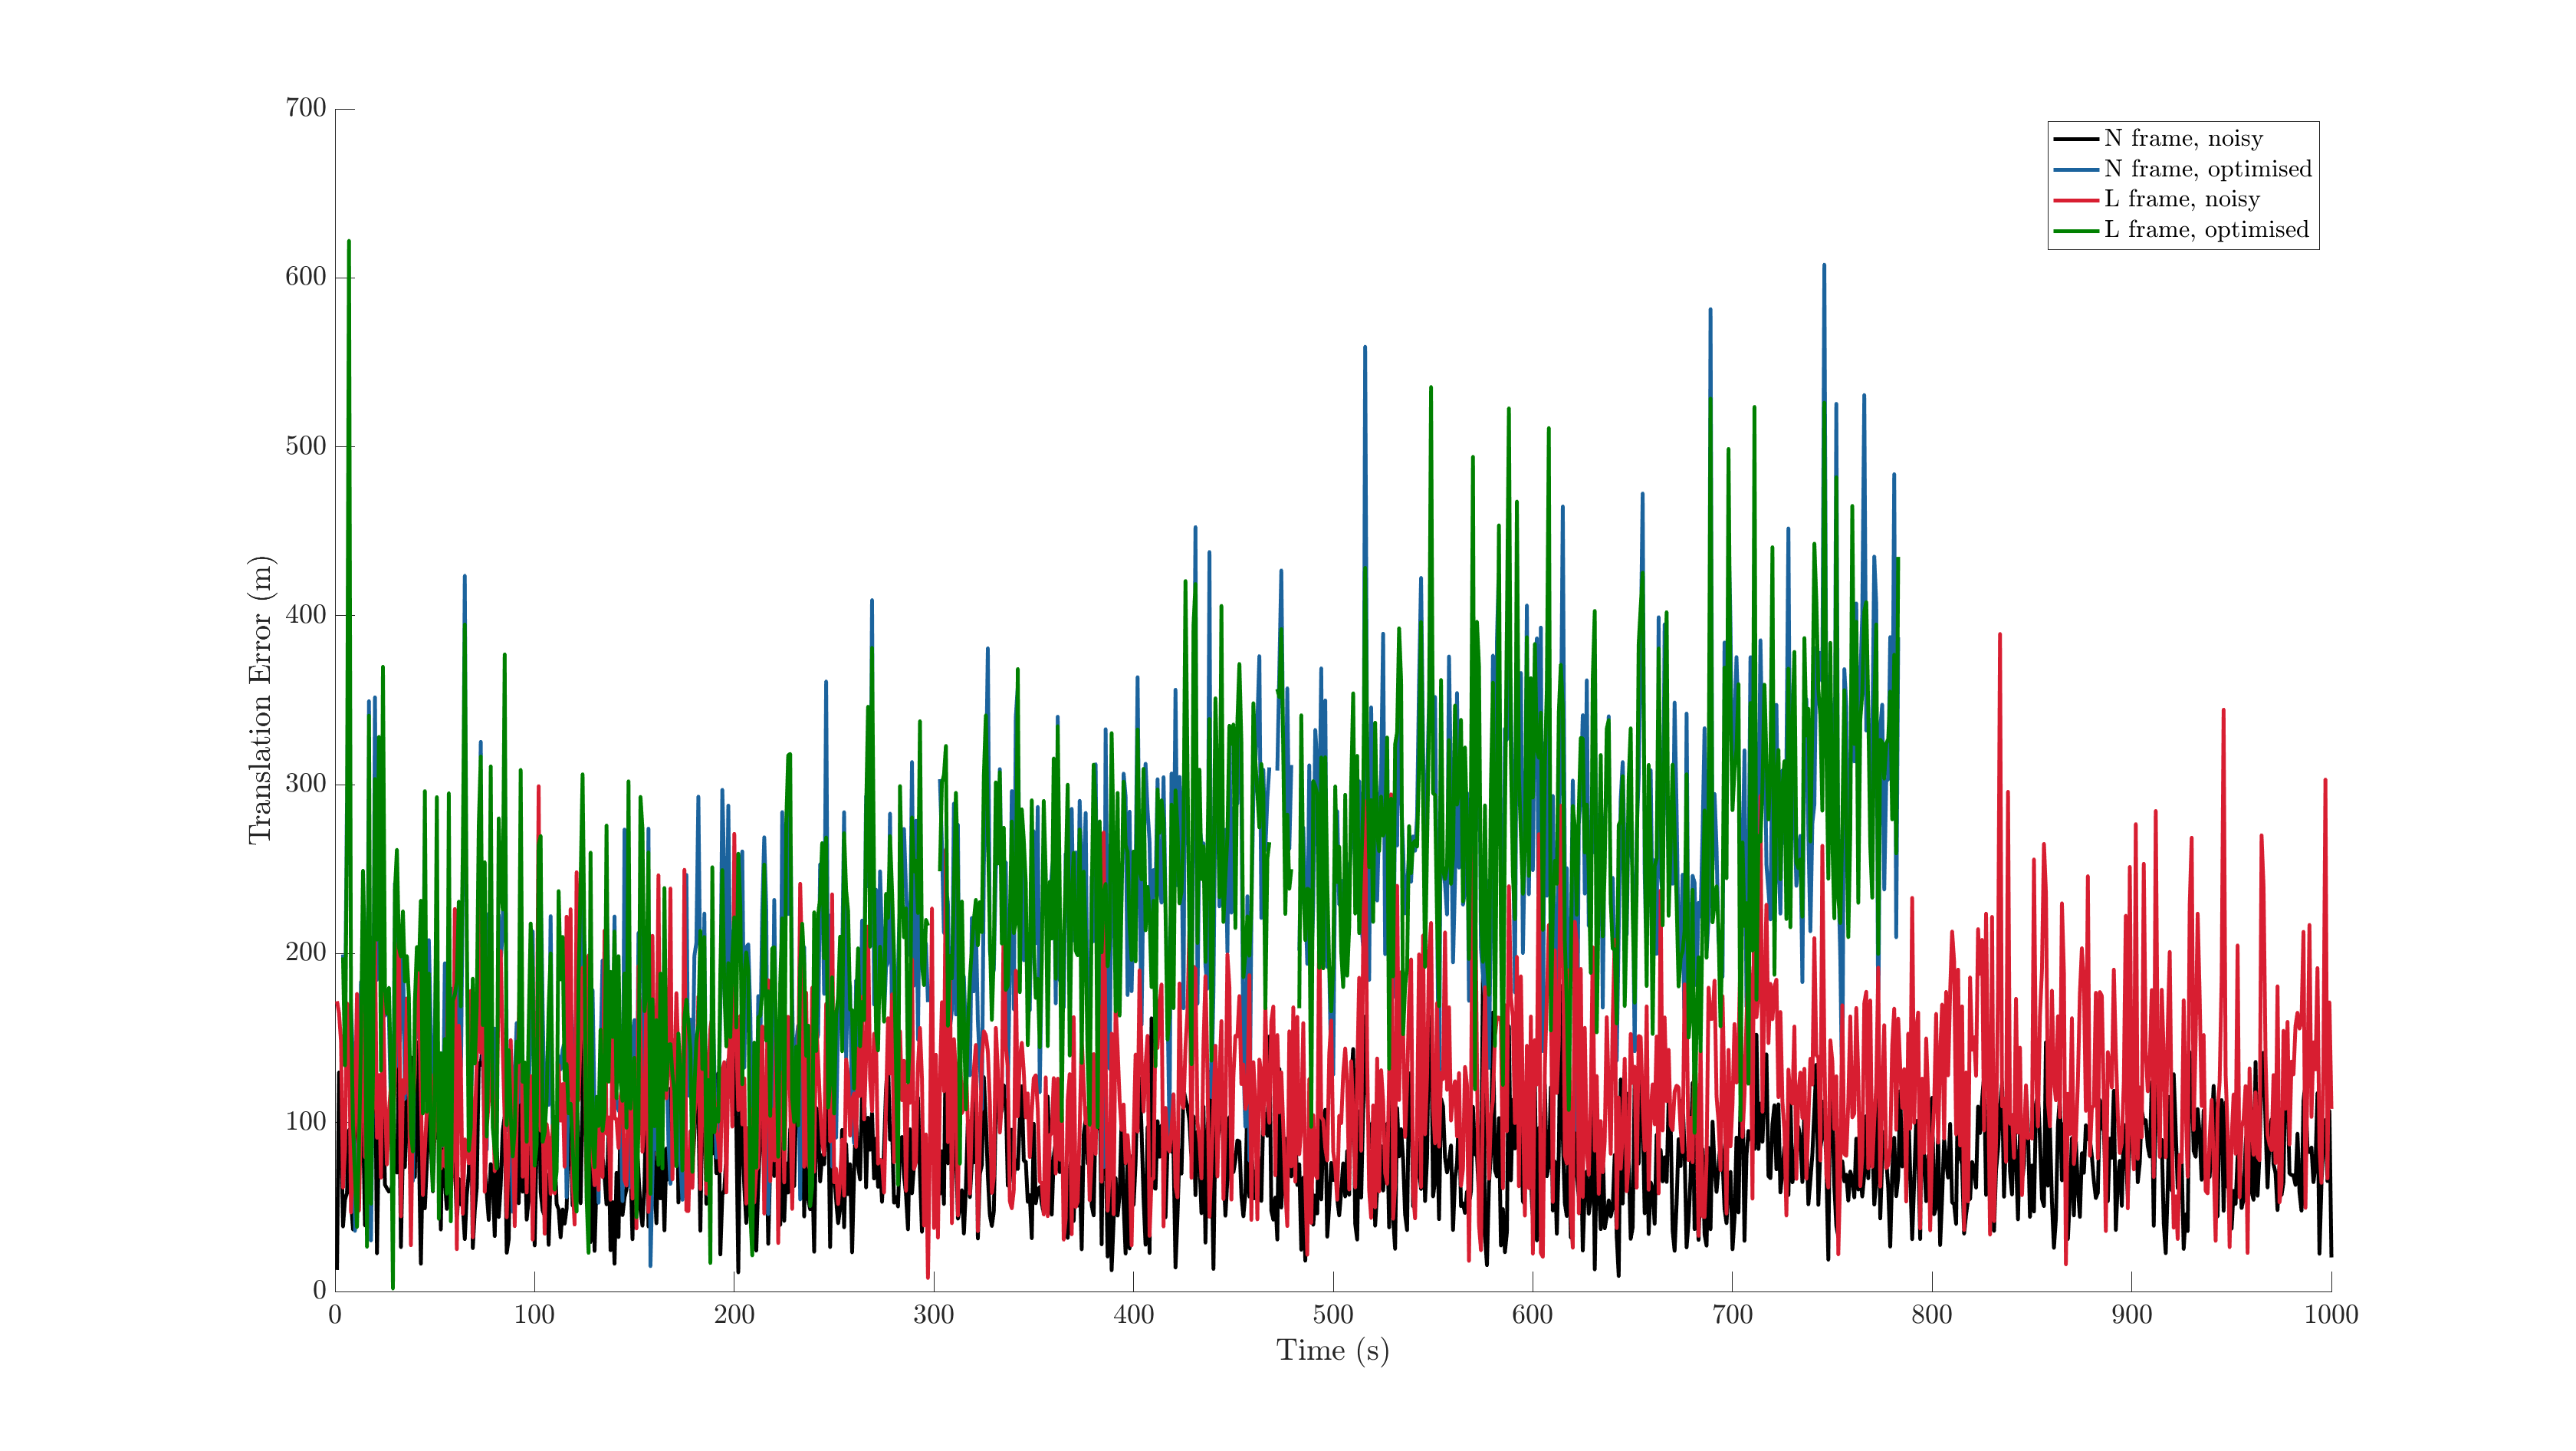 700
600
500
400
300
200
100
0
Translation Error (m)
N frame, noisy
N frame, optimised
L frame, noisy
L frame, optimised
0 100 200 300 400 500 600 700 800 900 1000
Time (s)